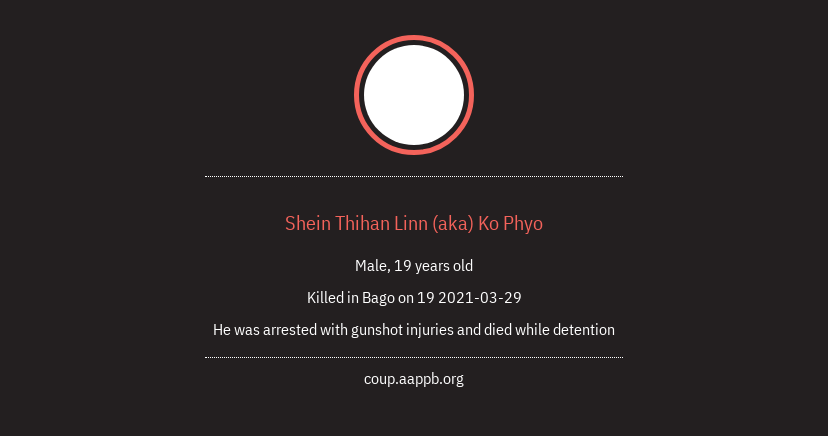 Shein Thihan Linn (aka) Ko Phyo
Male, 19 years old
Killed in Bago on 19 2021-03-29
He was arrested with gunshot injuries and died while detention
coup.aappb.org